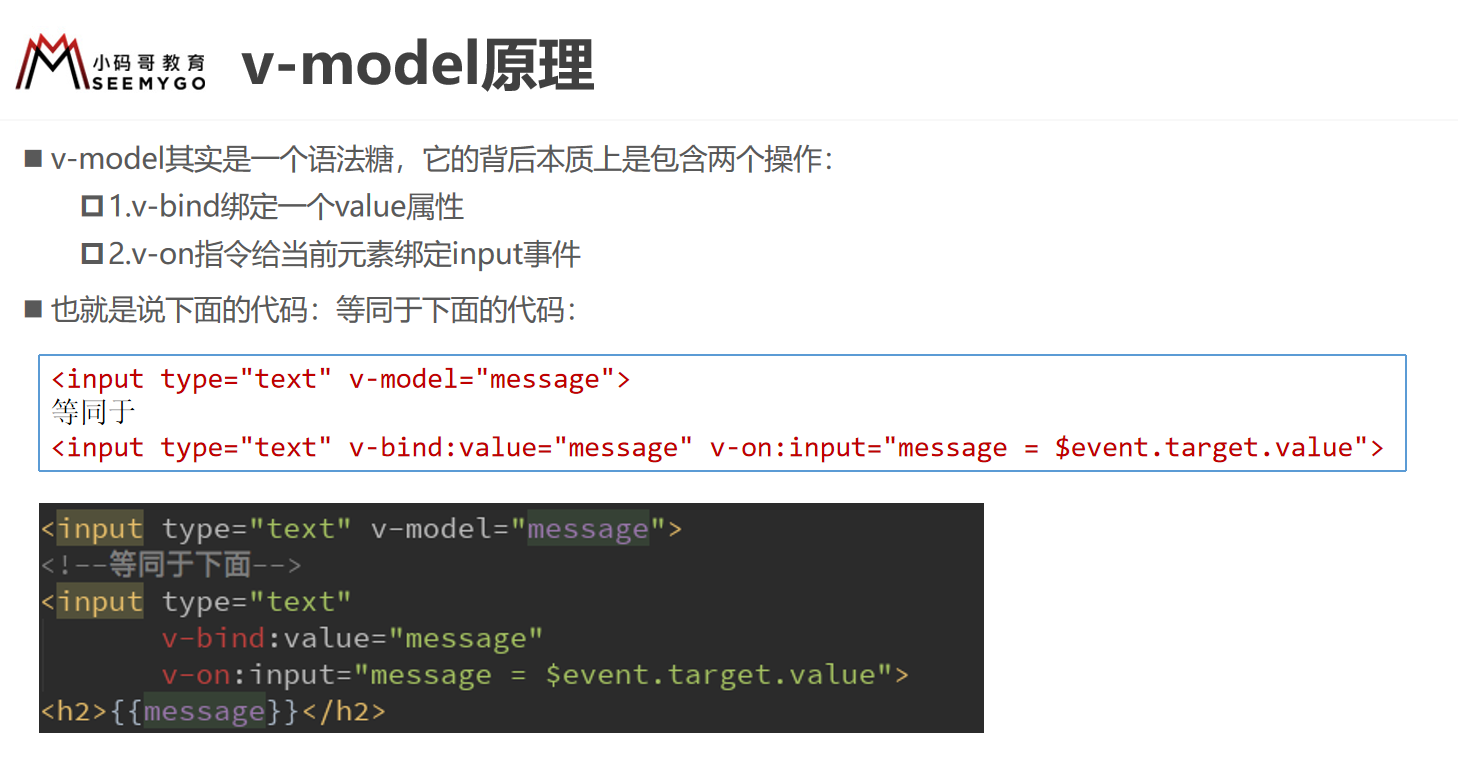 小码哥教育
SEEMYGO
v-model原理
v-model其实是一个语法糖，它的背后本质上是包含两个操作：
1.v-bind绑定一个value属性
2.v-on指令给当前元素绑定input事件
也就是说下面的代码：等同于下面的代码：
<input type="text" v-model="message">
等同于
<input type="text" v-bind:value="message" v-on:input="message = $event.target.value">
<input type="text" v-model="message">
<!--等同于下面-->
<input type="text"
v-bind:value="message"
v-on:input="message = $event.target.value">
<h2>{{message}}</h2>